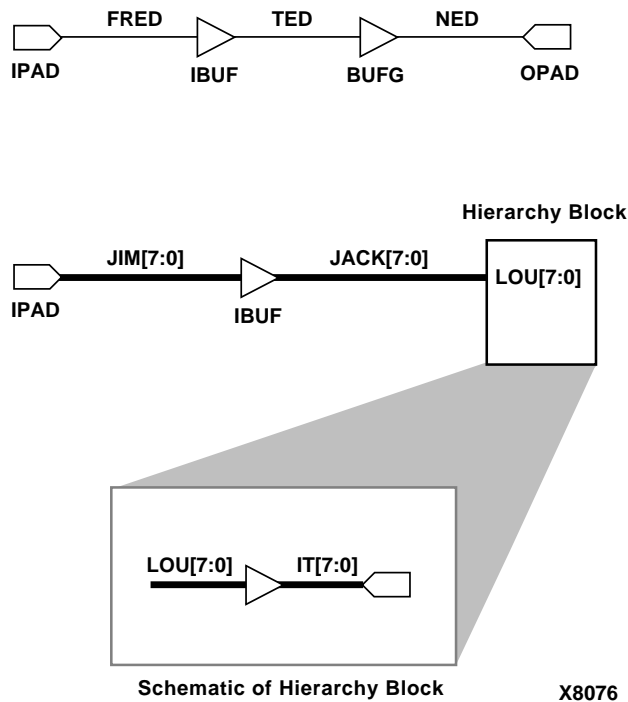 FRED TED NED
IPAD IBUF BUFG OPAD
Hierarchy Block
JIM[7:0] JACK[7:0] LOU[7:0]
IPAD IBUF
LOU[7:0] IT[7:0]
Schematic of Hierarchy Block
X8076